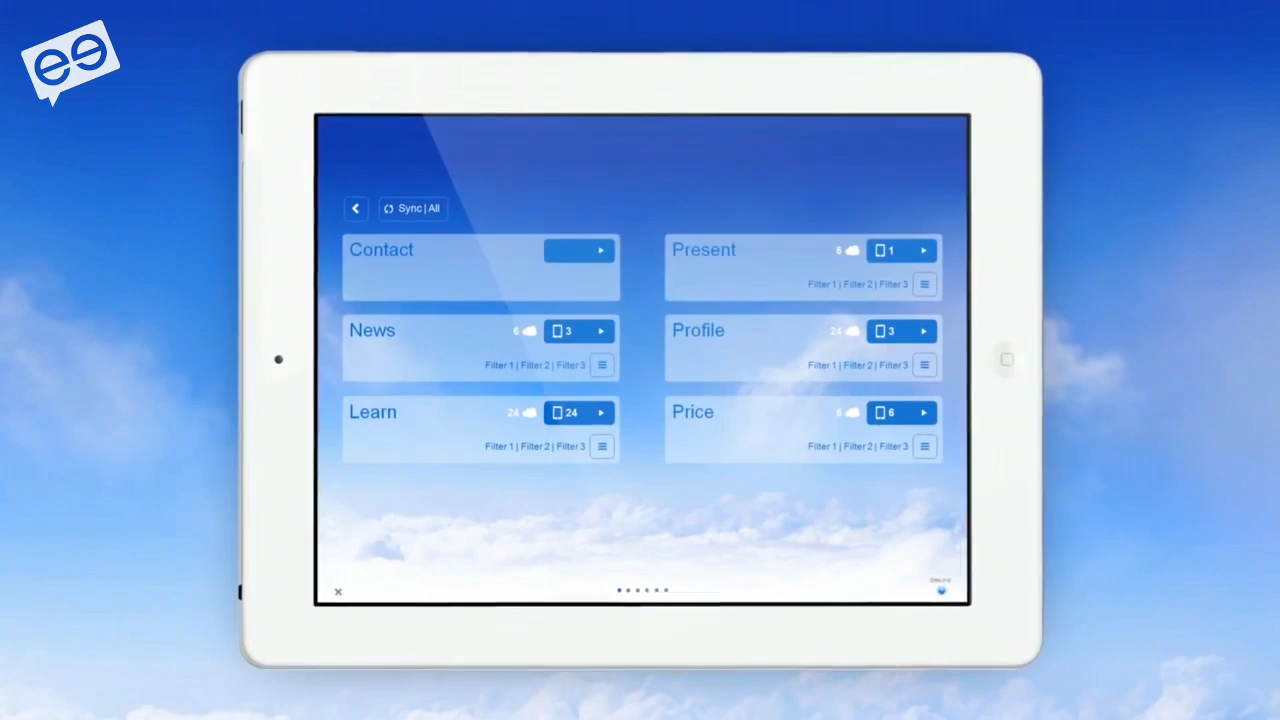 Sync | All
Contact
Present 6 1
Filter 1 | Filter 2 | Filter 3
News 6 3
Filter 1 | Filter 2 | Filter 3
Profile 24 3
Filter 1 | Filter 2 | Filter 3
Learn 24 24
Filter 1 | Filter 2 | Filter 3
Price 6 6
Filter 1 | Filter 2 | Filter 3